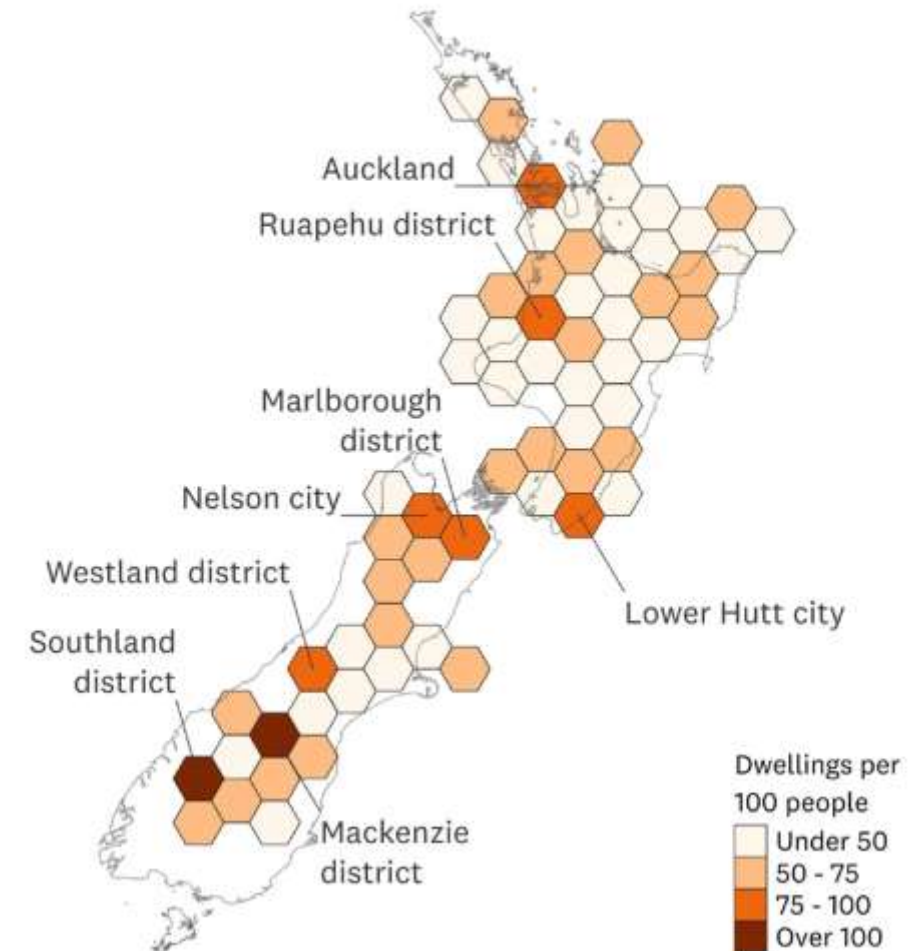 Auckland
Ruapehu district
Marlborough
district
Nelson city
Westland district
Southland
district
Lower Hutt city
Mackenzie
district
Dwellings per
100 people
Under 50
50 - 75
75 - 100
Over 100